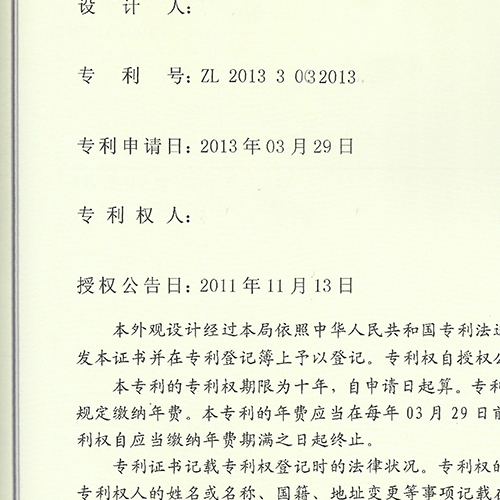 设 计 人：
专 利 号：ZL 2013 3 0032013
专利申请日：2013 年 03 月 29 日
专 利 权 人：
授权公告日：2011 年 11 月 13 日
本外观设计经过本局依照中华人民共和国专利法
发本证书并在专利登记簿上予以登记。专利权自授权
本专利的专利权期限为十年，自申请日起算。专
规定缴纳年费。本专利的年费应当在每年 03 月 29 日前
利权自应当缴纳年费期满之日起终止。
专利证书记载专利权登记时的法律状况。专利权的
专利权人的姓名或名称、国籍、地址变更等事项记载